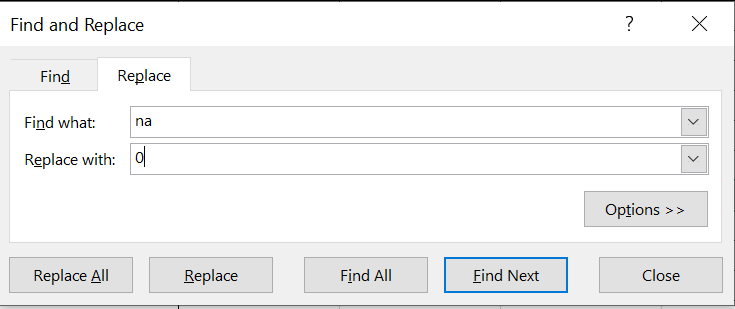 Find and Replace
?
Find
Replace
Find what:
na
Replace with:
0
Options >>
Replace All
Replace
Find All
Find Next
Close